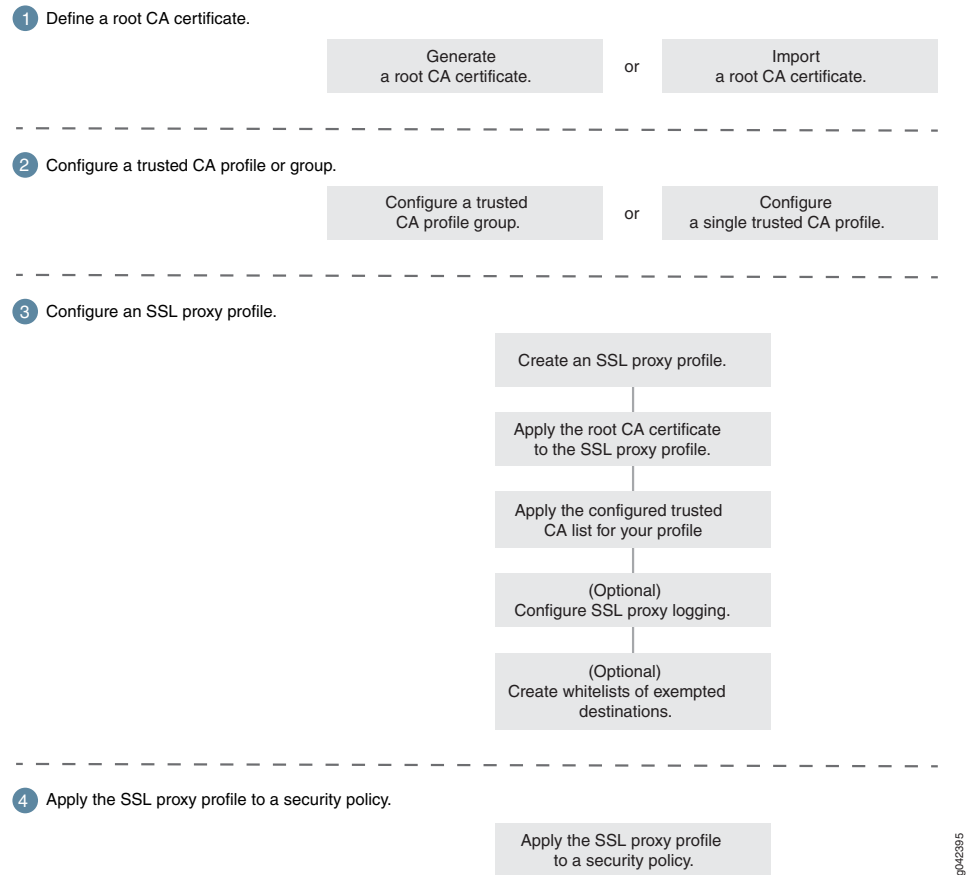 1 Define a root CA certificate.
Generate
a root CA certificate.
or
Import
a root CA certificate.
2 Configure a trusted CA profile or group.
Configure a trusted
CA profile group.
or
Configure
a single trusted CA profile.
3 Configure an SSL proxy profile.
Create an SSL proxy profile.
Apply the root CA certificate
to the SSL proxy profile.
Apply the configured trusted
CA list for your profile
(Optional)
Configure SSL proxy logging.
(Optional)
Create whitelists of exempted
destinations.
4 Apply the SSL proxy profile to a security policy.
Apply the SSL proxy profile
to a security policy.
g042395